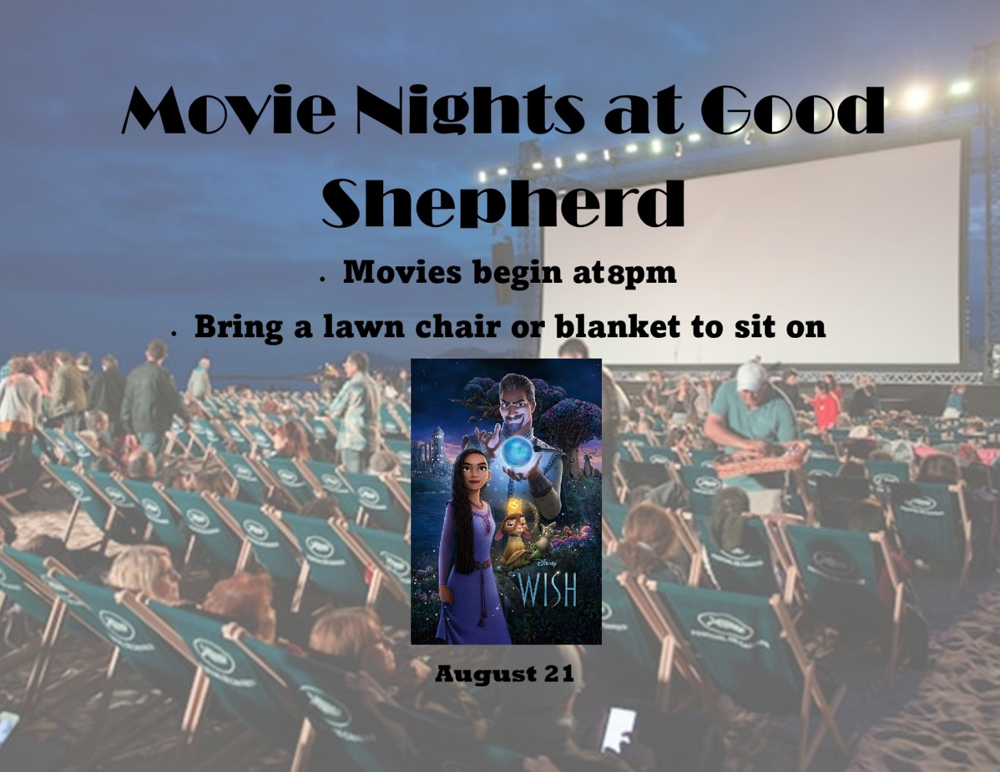 Movie Nights at Good
Shepherd
• Movies begin at8pm
• Bring a lawn chair or blanket to sit on
Disney
WISH
August 21